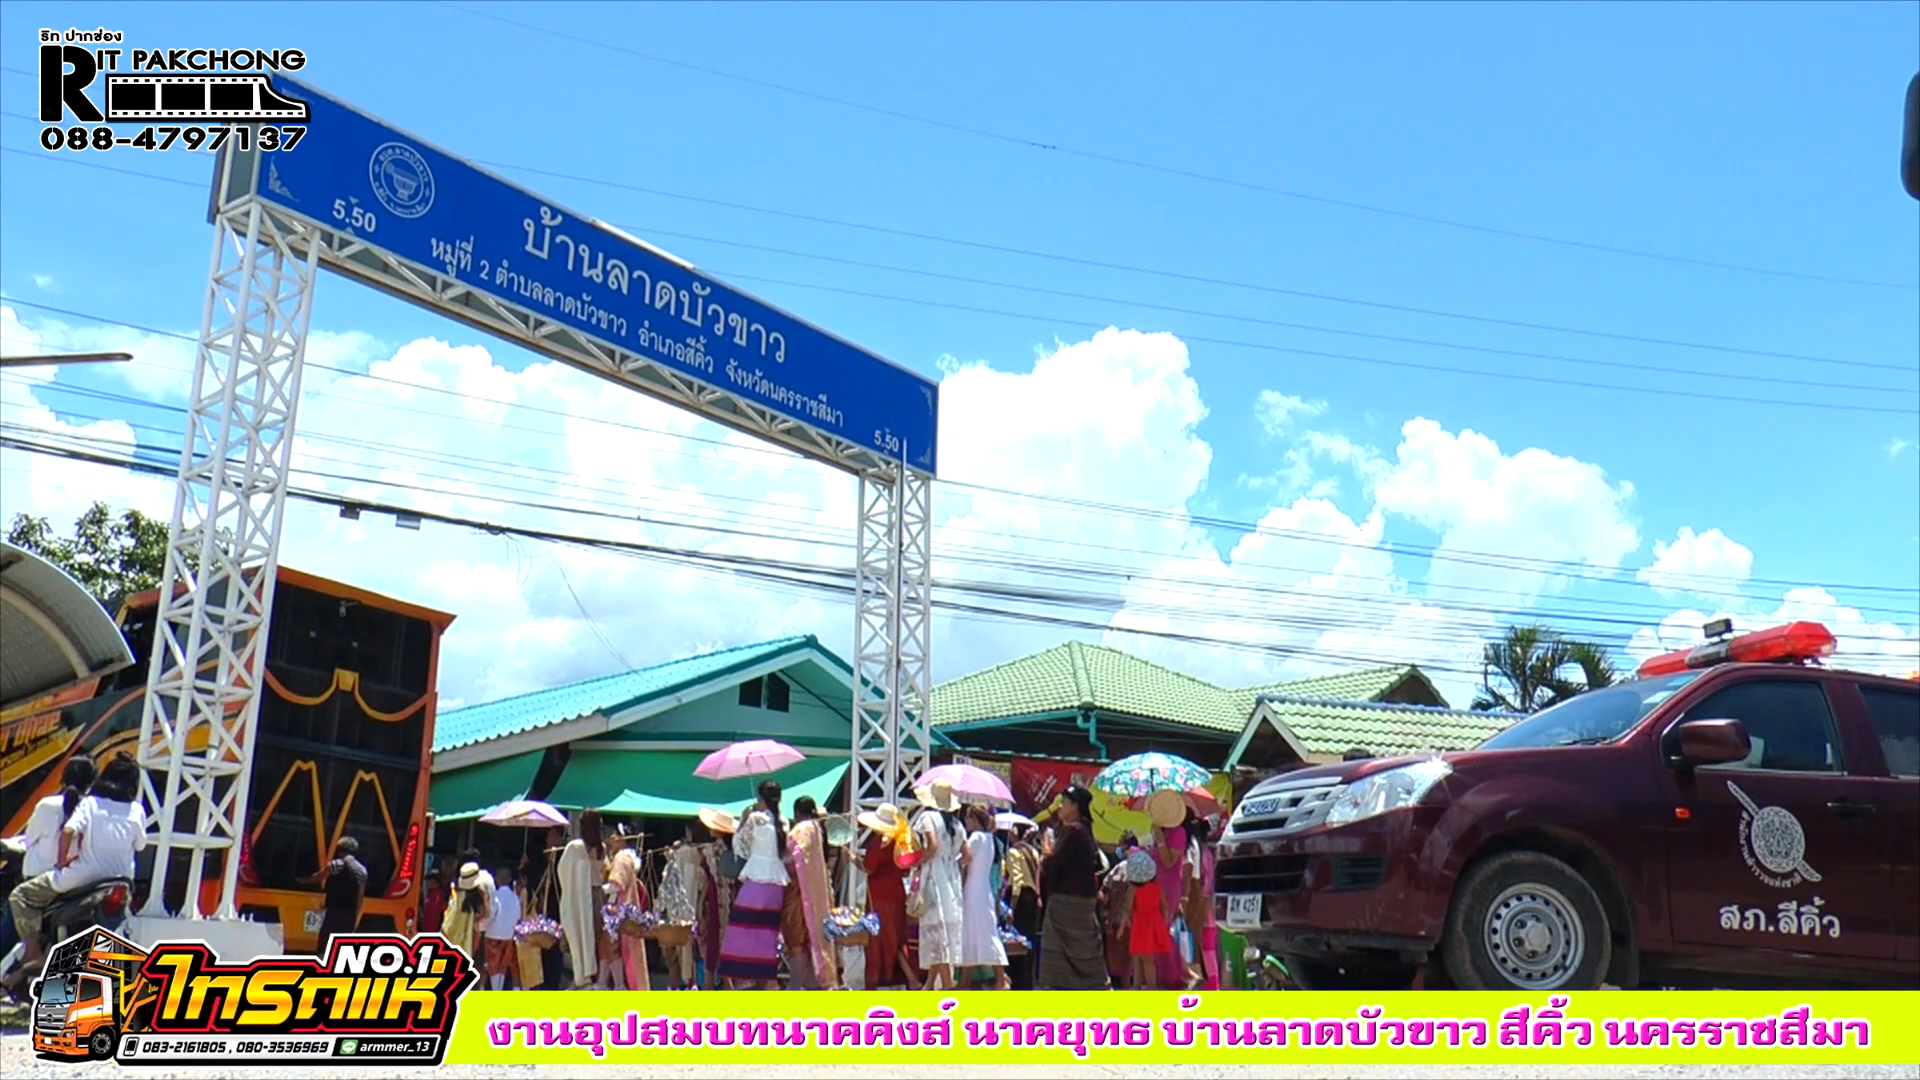 ริท ปากช่อง
RIT PAKCHONG
088-4797137
บ้านลาดบัวขาว
หมู่ที่ 2 ตำบลลาดบัวขาว อำเภอสีคิ้ว จังหวัดนครราชสีมา
5.50
5.50
สภ.สีคิ้ว
4251
NO.1
ไทรถแห่
083-2161805 , 080-3536969 armmer_13
งานอุปสมบทนาคคิงส์ นาคยุทธ บ้านลาดบัวขาว สีคิ้ว นครราชสีมา